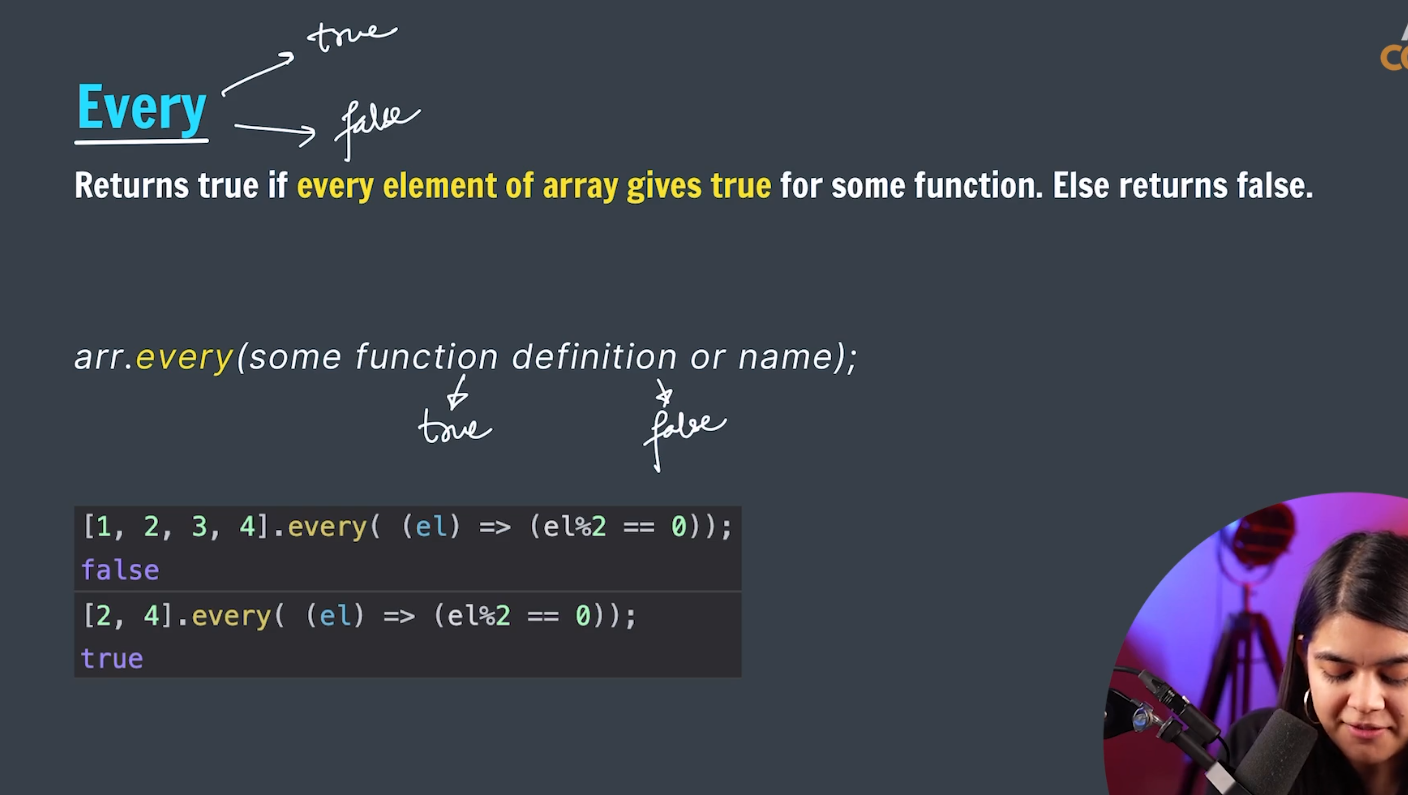 true
Every
false
Returns true if every element of array gives true for some function. Else returns false.
arr.every(some function definition or name);
true false
[1, 2, 3, 4].every( (el) => (el%2 == 0));
false
[2, 4].every( (el) => (el%2 == 0));
true